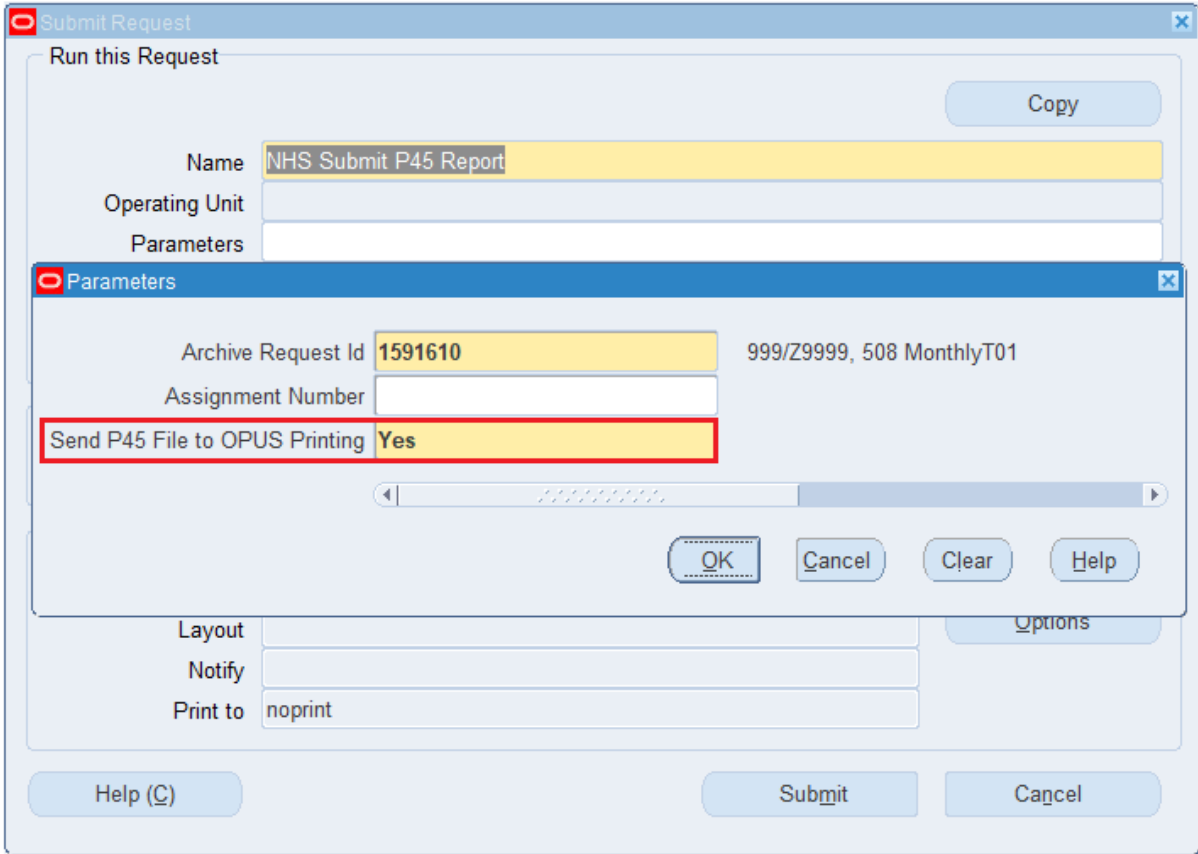 Submit Request
Run this Request
Copy
Name NHS Submit P45 Report
Operating Unit
Parameters
Parameters
Archive Request Id 1591610 999/Z9999, 508 MonthlyT01
Assignment Number
Send P45 File to OPUS Printing Yes
OK Cancel Clear Help
Layout Options
Notify
Print to noprint
Help (C) Submit Cancel